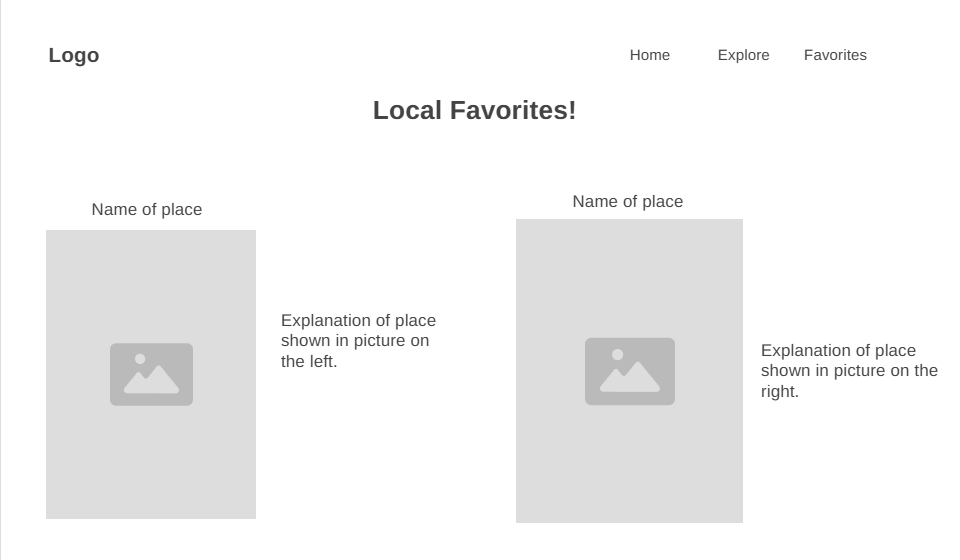 Logo
Home
Explore
Favorites
Local Favorites!
Name of place
Explanation of place
shown in picture on
the left.
Name of place
Explanation of place
shown in picture on the
right.